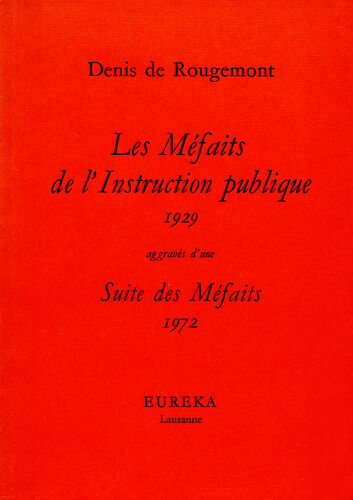 Denis de Rougemont
Les Méfaits
de l'Instruction publique
1929
aggravés d'une
Suite des Méfaits
1972
EUREKA
Lausanne